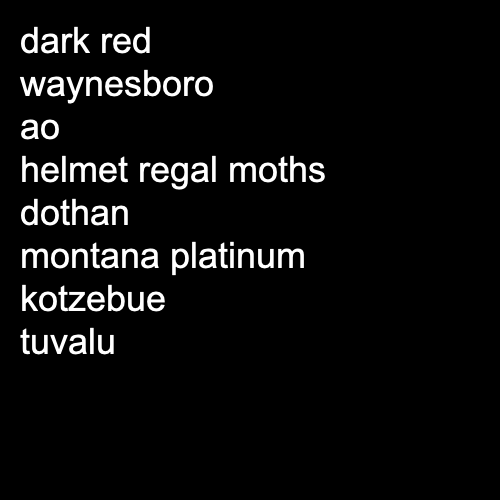 dark red
waynesboro
ao
helmet regal moths
dothan
montana platinum
kotzebue
tuvalu